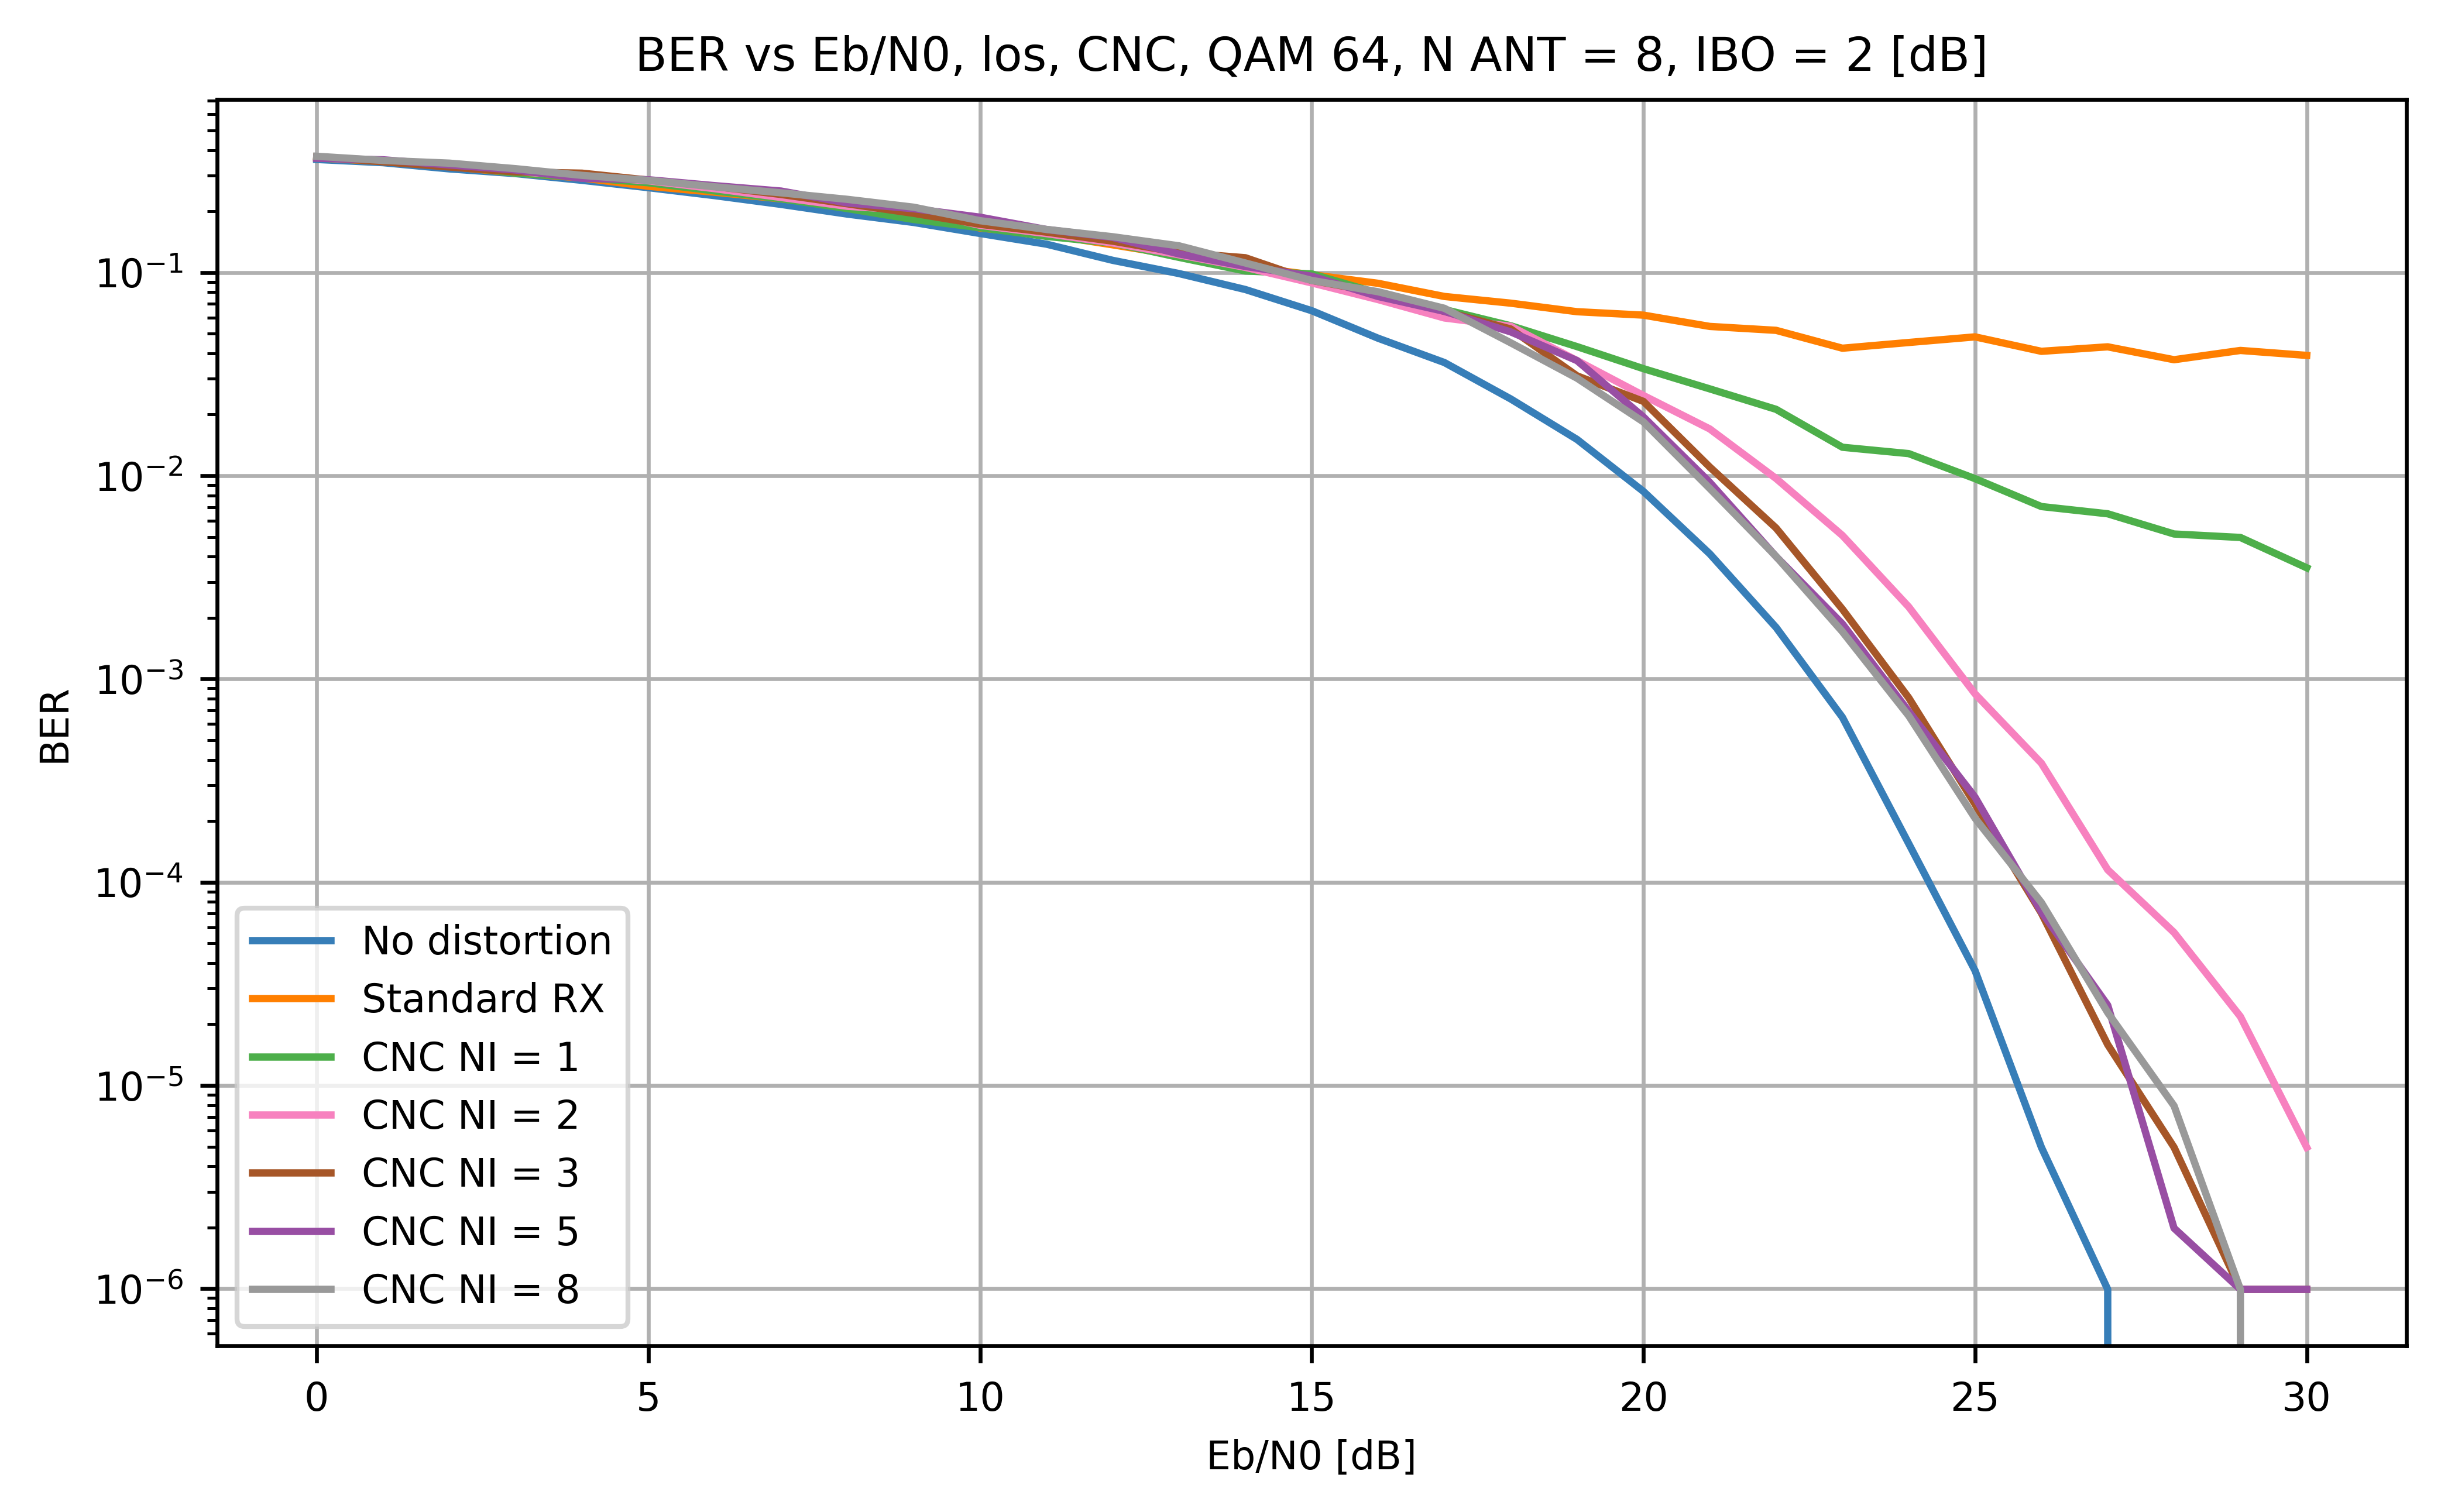 BER vs Eb/N0, los, CNC, QAM 64, N ANT = 8, IBO = 2 [dB]
BER
10⁻¹
10⁻²
10⁻³
10⁻⁴
10⁻⁵
10⁻⁶
No distortion
Standard RX
CNC NI = 1
CNC NI = 2
CNC NI = 3
CNC NI = 5
CNC NI = 8
0 5 10 15 20 25 30
Eb/N0 [dB]